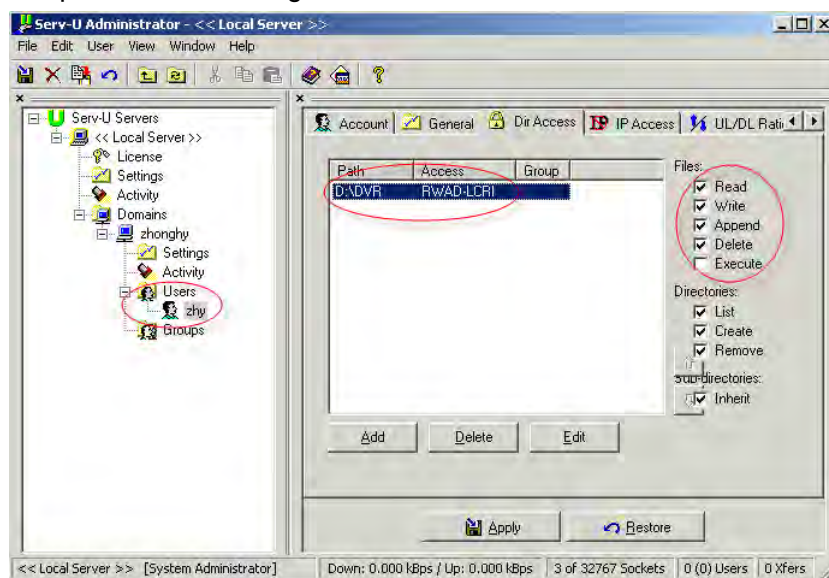 Serv-U Administrator - << Local Server >>
File Edit User View Window Help
Serv-U Servers
<< Local Server >>
License
Settings
Activity
Domains
zhonghy
Settings
Activity
Users
zhy
Groups
Account General Dir Access IP Access UL/DL Rati
Path Access Group
D:\DVR RWAD-LCRI
Files:
Read
Write
Append
Delete
Execute
Directories:
List
Create
Remove
Sub-directories:
Inherit
Add Delete Edit
Apply Restore
<< Local Server >> [System Administrator] Down: 0.000 kBps / Up: 0.000 kBps 3 of 32767 Sockets 0 (0) Users 0 Xfers